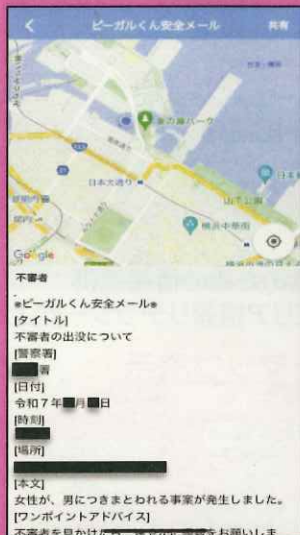 ピーガルくん安全メール
共有
象の鼻パーク
日本大通り
山下公園
横浜中華街
Google
不審者
※ピーガルくん安全メール※
[タイトル]
不審者の出没について
[警察署]
署
[日付]
令和7年 月 日
[時刻]
[場所]
[本文]
女性が、男につきまとわれる事案が発生しました。
[ワンポイントアドバイス]
不審者を見かけたら をお願いしま